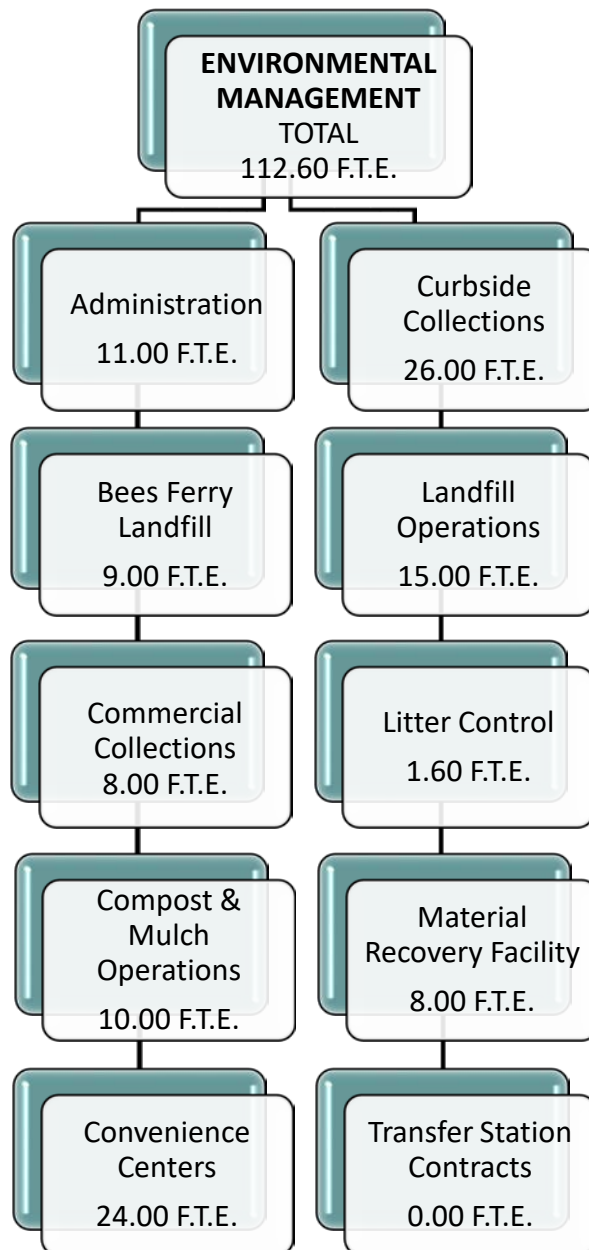 ENVIRONMENTAL
MANAGEMENT
TOTAL
112.60 F.T.E.
Administration
11.00 F.T.E.
Curbside
Collections
26.00 F.T.E.
Bees Ferry
Landfill
9.00 F.T.E.
Landfill
Operations
15.00 F.T.E.
Commercial
Collections
8.00 F.T.E.
Litter Control
1.60 F.T.E.
Compost &
Mulch
Operations
10.00 F.T.E.
Material
Recovery Facility
8.00 F.T.E.
Convenience
Centers
24.00 F.T.E.
Transfer Station
Contracts
0.00 F.T.E.